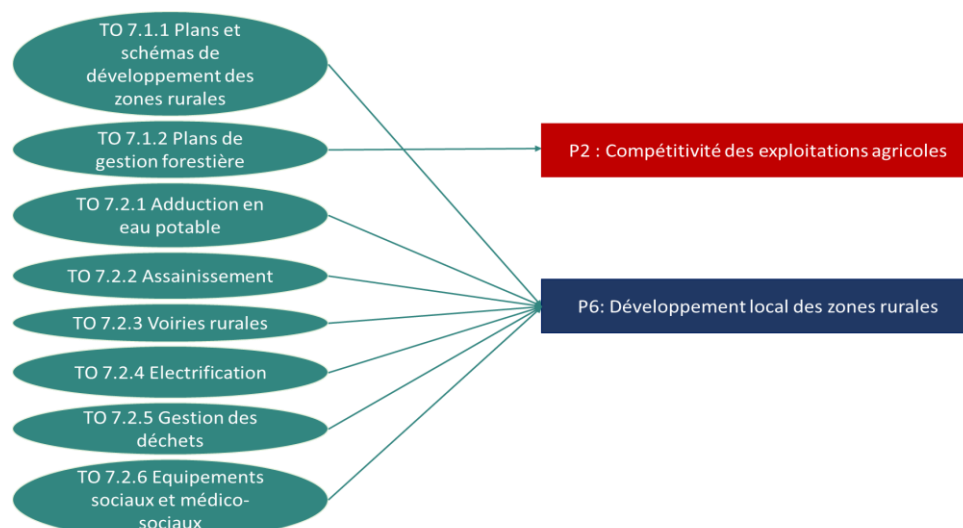 TO 7.1.1 Plans et
schémas de
développement des
zones rurales
TO 7.1.2 Plans de
gestion forestière
TO 7.2.1 Adduction en
eau potable
TO 7.2.2 Assainissement
TO 7.2.3 Voiries rurales
TO 7.2.4 Electrification
TO 7.2.5 Gestion des
déchets
TO 7.2.6 Equipements
sociaux et médico-
sociaux
P2 : Compétitivité des exploitations agricoles
P6: Développement local des zones rurales